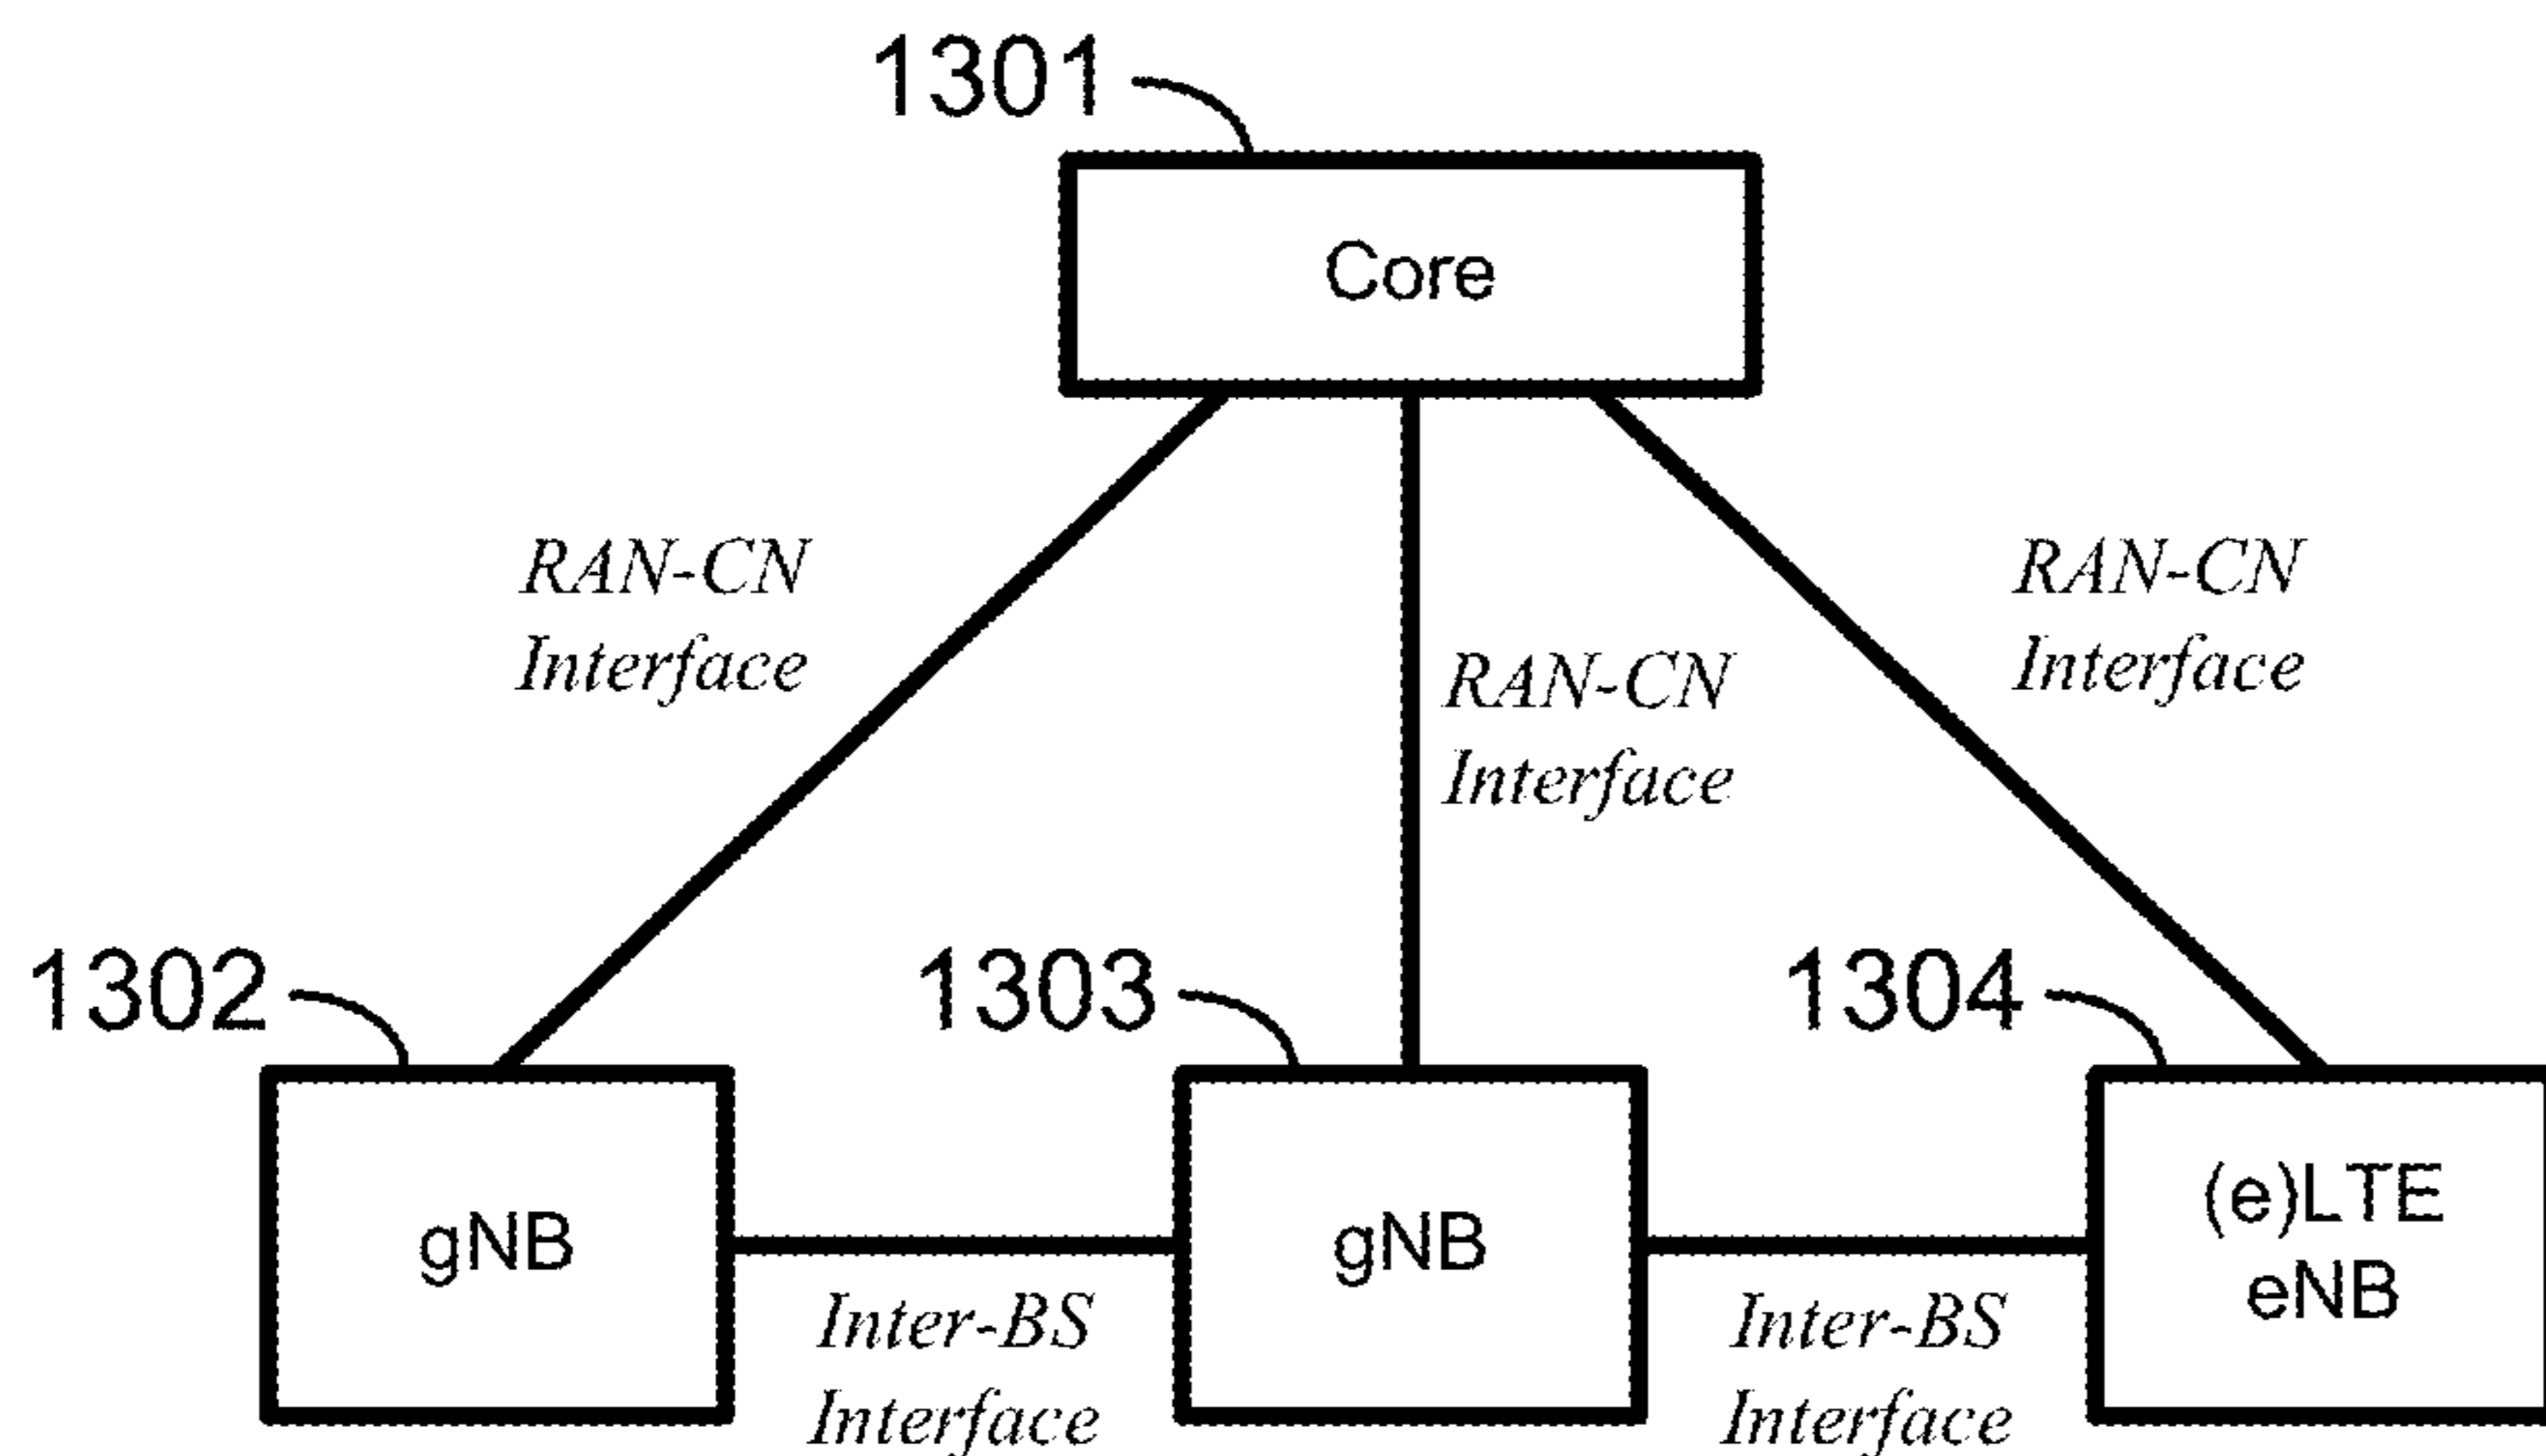 1301
Core
RAN-CN
Interface
RAN-CN
Interface
RAN-CN
Interface
1302
1303
1304
gNB
gNB
(e)LTE
eNB
Inter-BS
Interface
Inter-BS
Interface